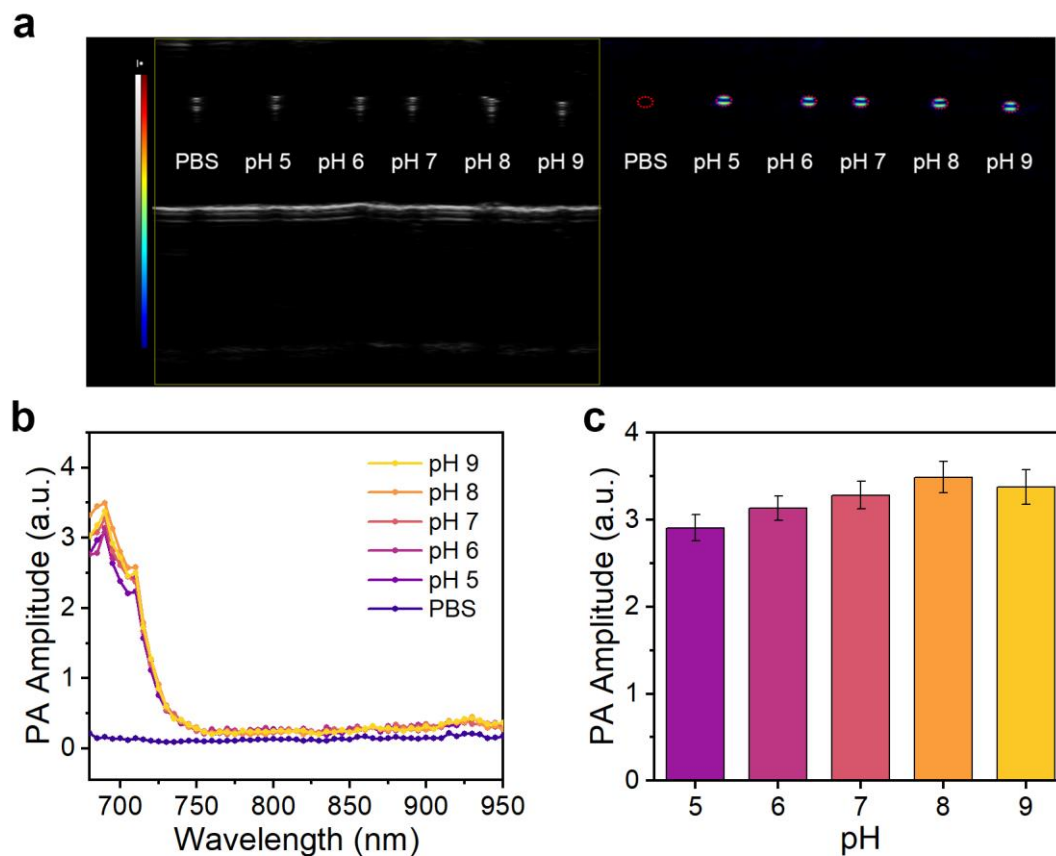 a
PBS pH 5 pH 6 pH 7 pH 8 pH 9 PBS pH 5 pH 6 pH 7 pH 8 pH 9
b
PA Amplitude (a.u.)
4
3
2
1
0
pH 9
pH 8
pH 7
pH 6
pH 5
PBS
700 750 800 850 900 950
Wavelength (nm)
c
PA Amplitude (a.u.)
4
3
2
1
0
5 6 7 8 9
pH